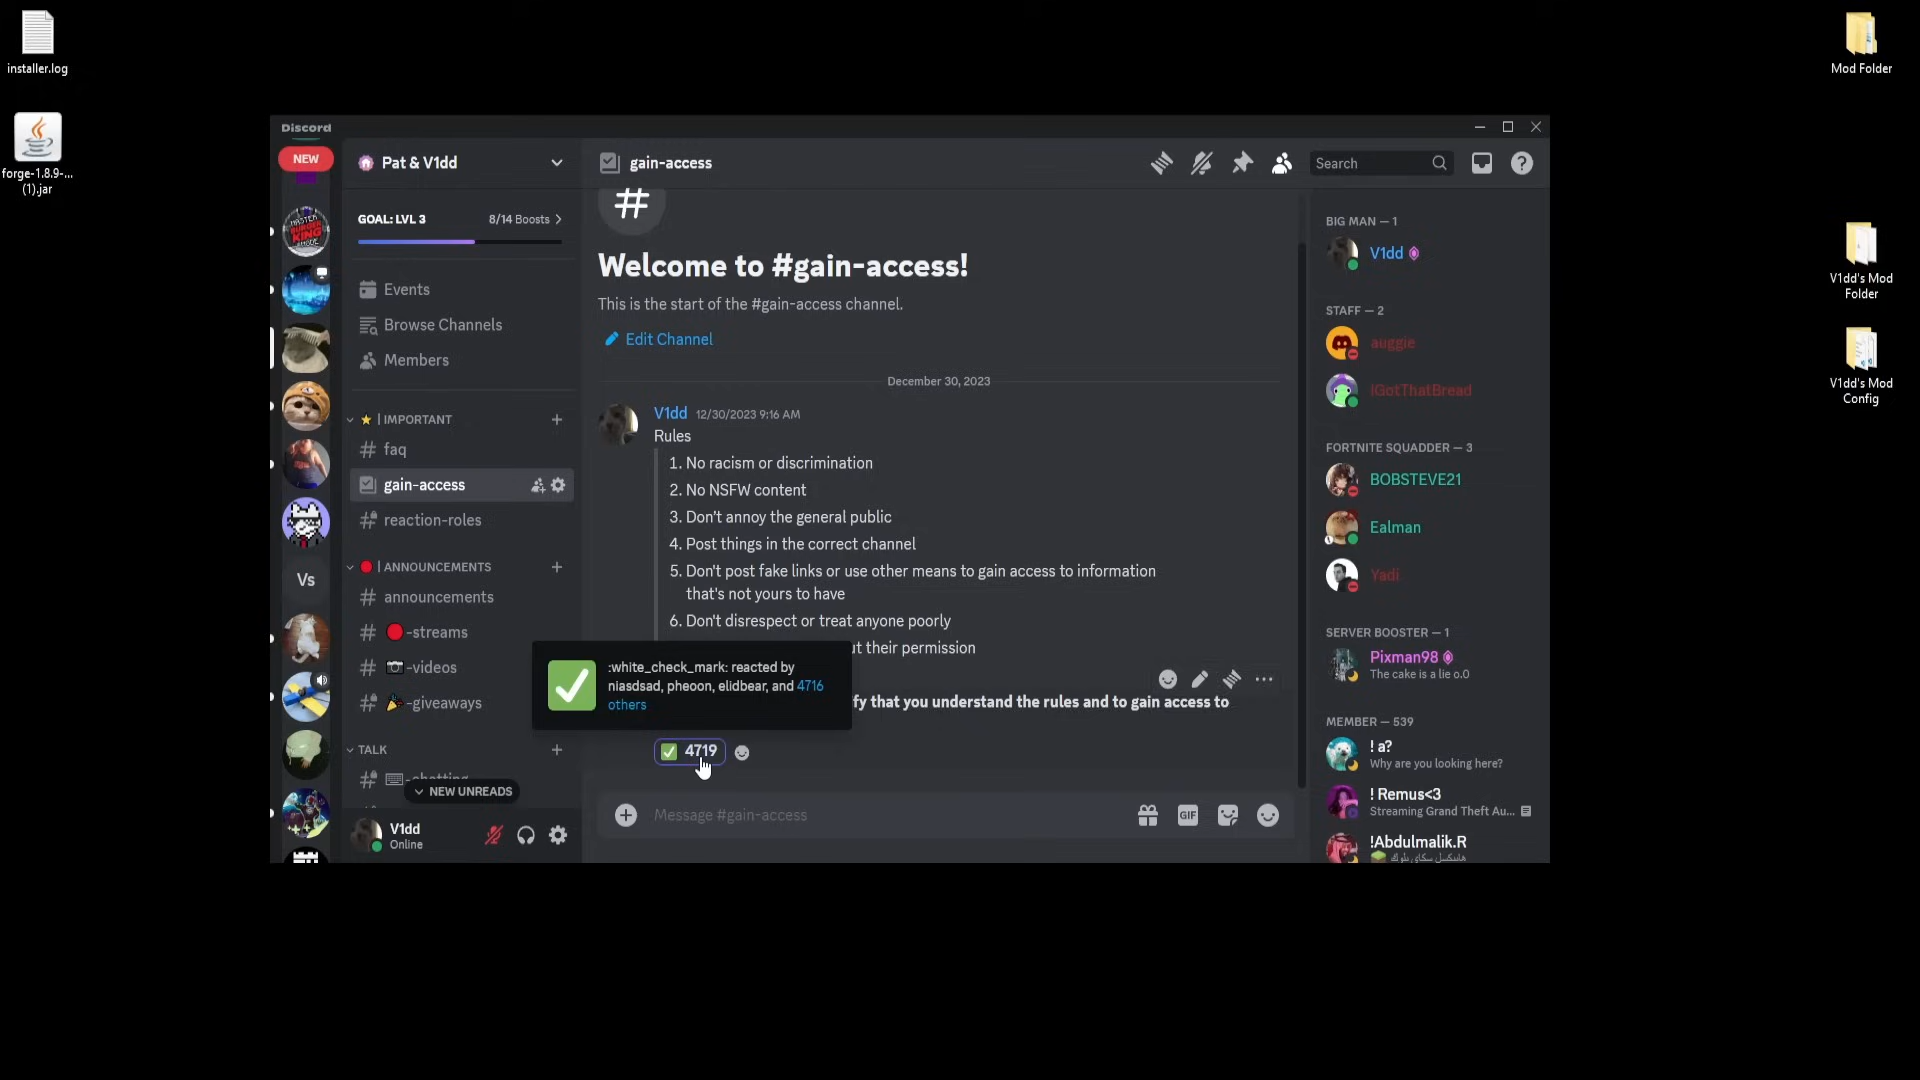 installer.log
forge-1.8.9-...
(1).jar
Mod Folder
V1dd's Mod
Folder
V1dd's Mod
Config
Discord
NEW
Vs
Pat & V1dd
GOAL: LVL 3
8/14 Boosts
Events
Browse Channels
Members
| IMPORTANT
faq
gain-access
reaction-roles
| ANNOUNCEMENTS
announcements
-streams
-videos
-giveaways
TALK
NEW UNREADS
V1dd
Online
gain-access
Search
#
Welcome to #gain-access!
This is the start of the #gain-access channel.
Edit Channel
December 30, 2023
V1dd 12/30/2023 9:16 AM
Rules
1. No racism or discrimination
2. No NSFW content
3. Don't annoy the general public
4. Post things in the correct channel
5. Don't post fake links or use other means to gain access to information
that's not yours to have
6. Don't disrespect or treat anyone poorly
ut their permission
:white_check_mark: reacted by
niasdsad, pheoon, elidbear, and 4716
others
fy that you understand the rules and to gain access to
4719
Message #gain-access
GIF
BIG MAN — 1
V1dd
STAFF — 2
auggie
IGotThatBread
FORTNITE SQUADDER — 3
BOBSTEVE21
Ealman
Yadi
SERVER BOOSTER — 1
Pixman98
The cake is a lie o.0
MEMBER — 539
! a?
Why are you looking here?
! Remus<3
Streaming Grand Theft Au...
!Abdulmalik.R